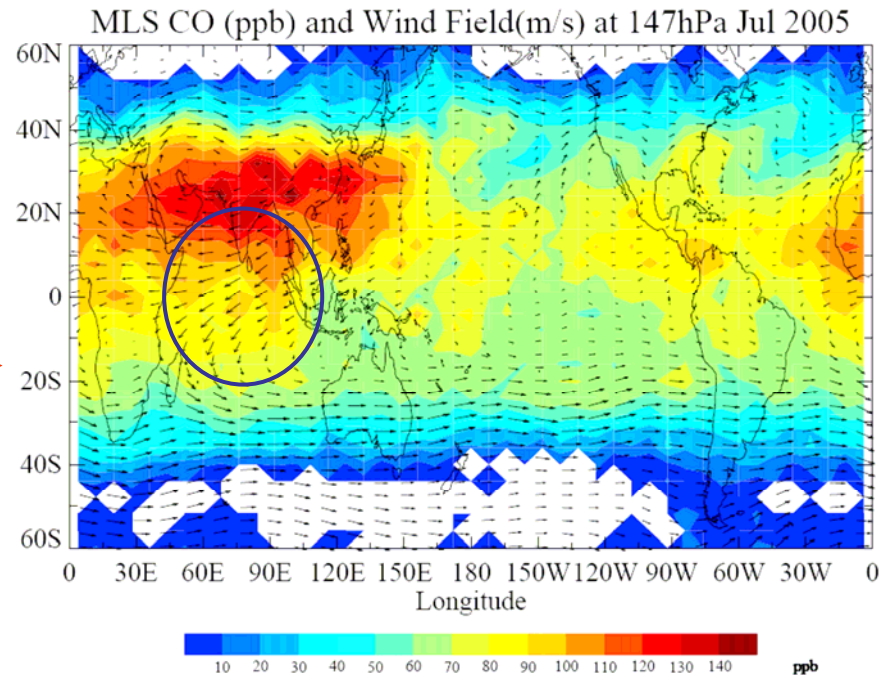 MLS CO (ppb) and Wind Field(m/s) at 147hPa Jul 2005
60N
40N
20N
0
20S
40S
60S
0 30E 60E 90E 120E 150E 180 150W 120W 90W 60W 30W 0
Longitude
10 20 30 40 50 60 70 80 90 100 110 120 130 140 ppb